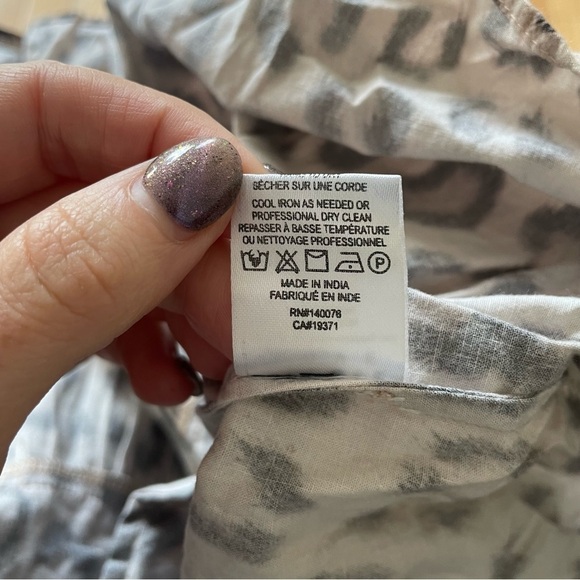 SÉCHER SUR UNE CORDE
COOL IRON AS NEEDED OR
PROFESSIONAL DRY CLEAN
REPASSER À BASSE TEMPÉRATURE
OU NETTOYAGE PROFESSIONNEL
P
MADE IN INDIA
FABRIQUÉ EN INDE
RN#140076
CA#19371